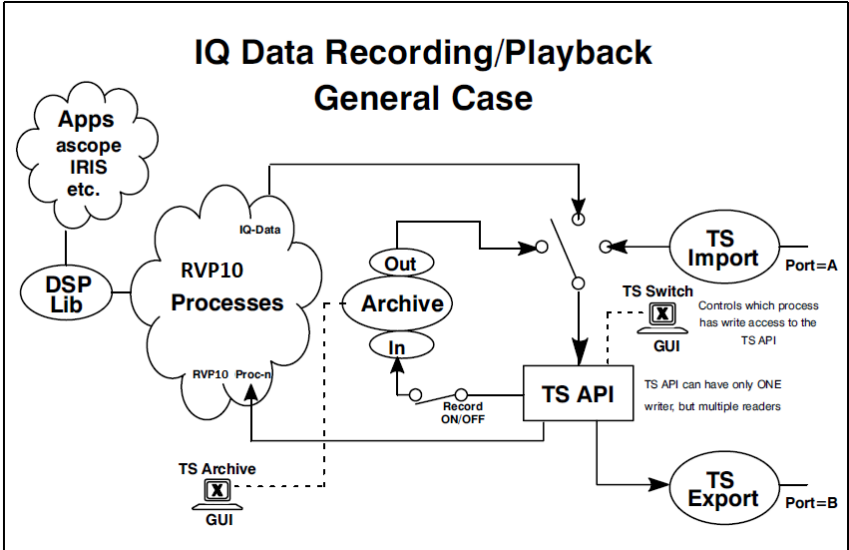 IQ Data Recording/Playback
General Case
Apps
ascope
IRIS
etc.
DSP
Lib
IQ-Data
RVP10
Processes
RVP10 Proc-n
Out
Archive
In
Record
ON/OFF
TS
Import
Port=A
TS Switch
GUI
Controls which process
has write access to the
TS API
TS API
TS API can have only ONE
writer, but multiple readers
TS Archive
GUI
TS
Export
Port=B
X
X